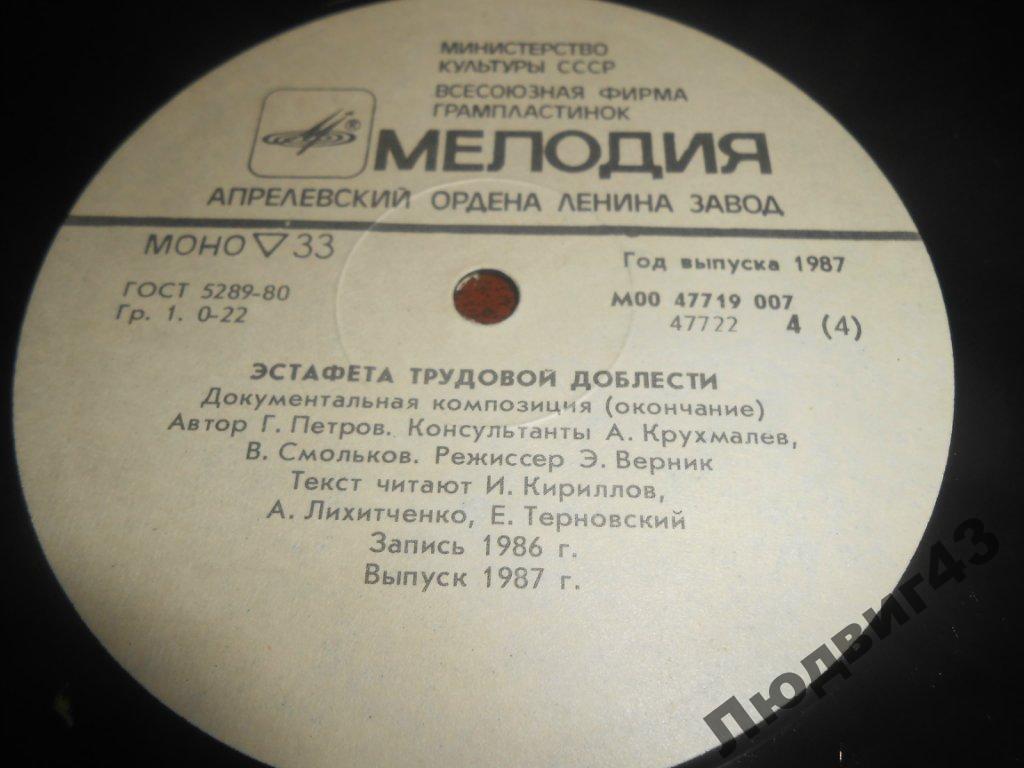 МИНИСТЕРСТВО
КУЛЬТУРЫ СССР
ВСЕСОЮЗНАЯ ФИРМА
ГРАМПЛАСТИНОК
®
МЕЛОДИЯ
АПРЕЛЕВСКИЙ ОРДЕНА ЛЕНИНА ЗАВОД
МОНО ▽ 33
Год выпуска 1987
ГОСТ 5289-80
М00 47719 007
Гр. 1. 0-22
47722 4 (4)
ЭСТАФЕТА ТРУДОВОЙ ДОБЛЕСТИ
Документальная композиция (окончание)
Автор Г. Петров. Консультанты А. Крухмалев,
В. Смольков. Режиссер Э. Верник
Текст читают И. Кириллов,
А. Лихитченко, Е. Терновский
Запись 1986 г.
Выпуск 1987 г.
Людвиг43